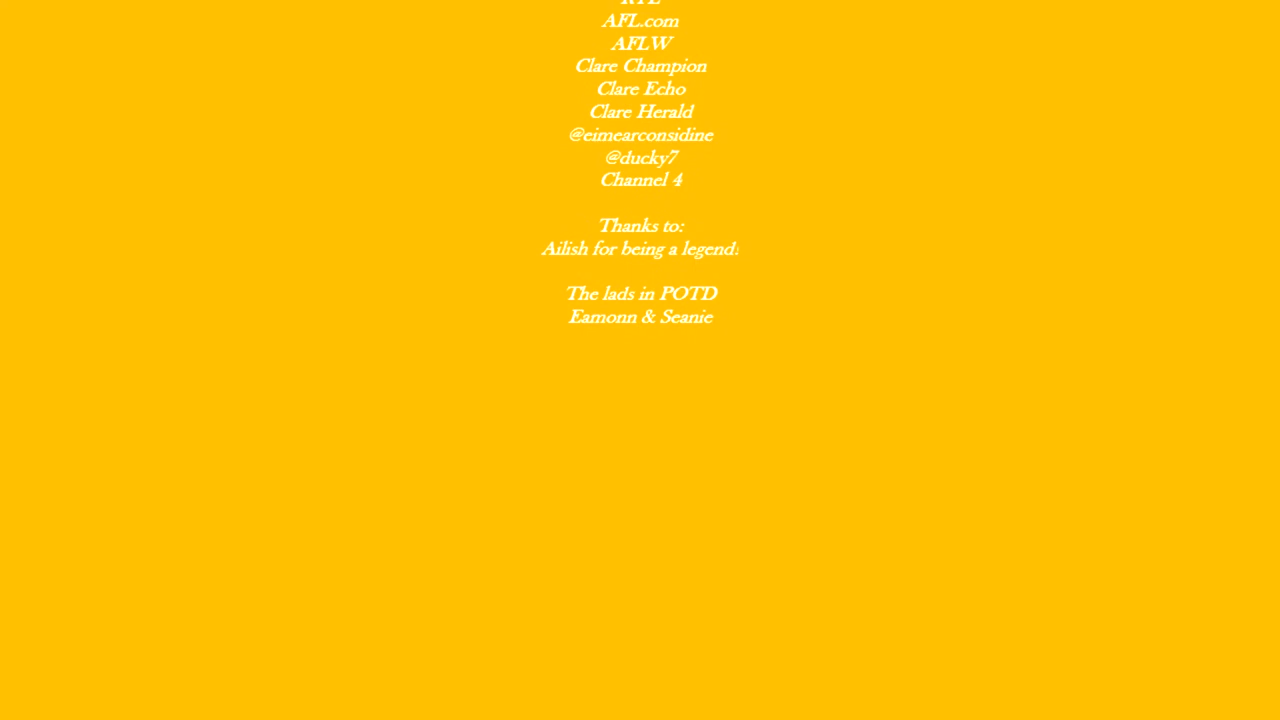 AFL.com
AFLW
Clare Champion
Clare Echo
Clare Herald
@eimearconsidine
@ducky7
Channel 4
Thanks to:
Ailish for being a legend!
The lads in POTD
Eamonn & Seanie